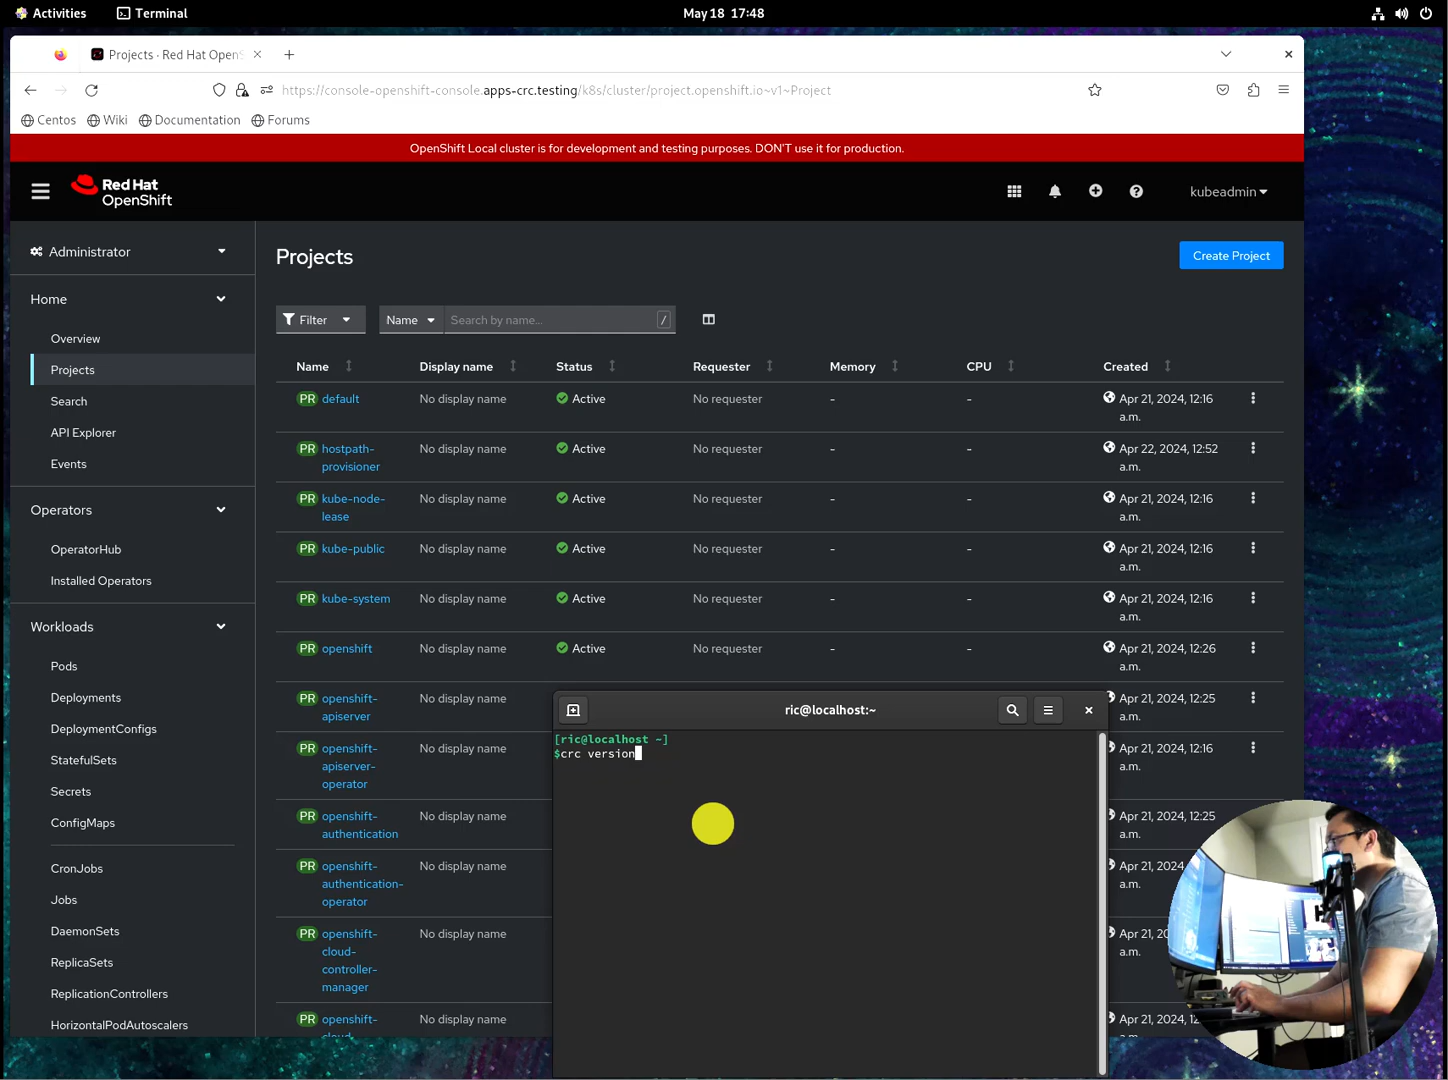 Activities
Terminal
May 18 17:48
Projects · Red Hat OpenS
https://console-openshift-console.apps-crc.testing/k8s/cluster/project.openshift.io~v1~Project
Centos
Wiki
Documentation
Forums
OpenShift Local cluster is for development and testing purposes. DON'T use it for production.
Red Hat
OpenShift
kubeadmin
Administrator
Home
Overview
Projects
Search
API Explorer
Events
Operators
OperatorHub
Installed Operators
Workloads
Pods
Deployments
DeploymentConfigs
StatefulSets
Secrets
ConfigMaps
CronJobs
Jobs
DaemonSets
ReplicaSets
ReplicationControllers
HorizontalPodAutoscalers
Projects
Create Project
Filter
Name
Search by name...
/
Name Display name Status Requester Memory CPU Created
PR default No display name Active No requester - - Apr 21, 2024, 12:16
a.m.
PR hostpath- No display name Active No requester - - Apr 22, 2024, 12:52
provisioner a.m.
PR kube-node- No display name Active No requester - - Apr 21, 2024, 12:16
lease a.m.
PR kube-public No display name Active No requester - - Apr 21, 2024, 12:16
a.m.
PR kube-system No display name Active No requester - - Apr 21, 2024, 12:16
a.m.
PR openshift No display name Active No requester - - Apr 21, 2024, 12:26
a.m.
PR openshift- No display name Apr 21, 2024, 12:25
apiserver a.m.
PR openshift- No display name Apr 21, 2024, 12:16
apiserver- a.m.
operator
PR openshift- No display name Apr 21, 2024, 12:25
authentication a.m.
PR openshift- No display name Apr 21, 2024,
authentication- a.m.
operator
PR openshift- No display name Apr 21, 20
cloud- a.m.
controller-
manager
PR openshift- No display name Apr 21, 2024, 12
cloud-
ric@localhost:~
[ric@localhost ~]
$crc version